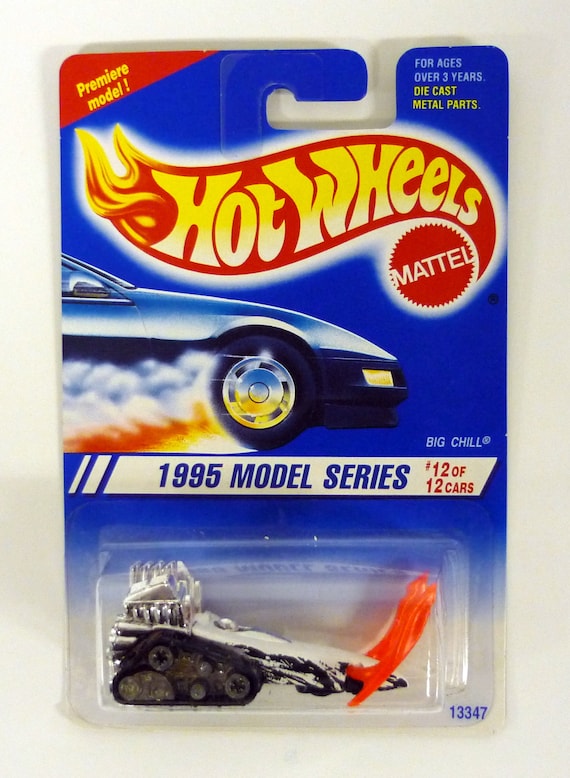 Premiere
model!
FOR AGES
OVER 3 YEARS.
DIE CAST
METAL PARTS.
HOT WHEELS
MATTEL
®
BIG CHILL®
1995 MODEL SERIES
#12 OF
12 CARS
13347